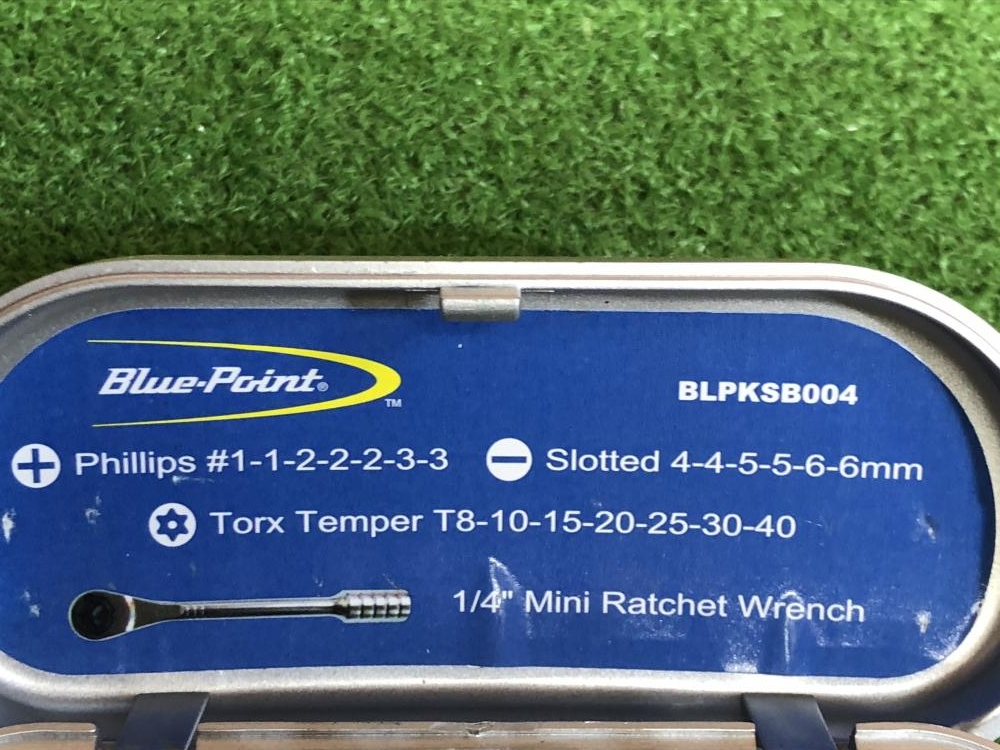 Blue-Point® TM
BLPKSB004
Phillips #1-1-2-2-2-3-3
Slotted 4-4-5-5-6-6mm
Torx Temper T8-10-15-20-25-30-40
1/4" Mini Ratchet Wrench